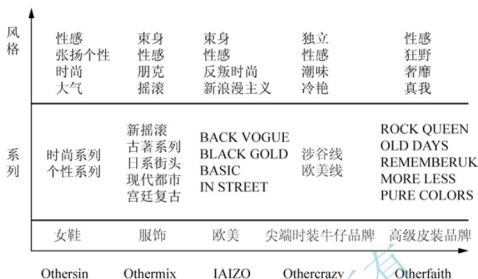 风格
性感 束身 束身 独立 性感
张扬个性 性感 性感 性感 狂野
时尚 朋克 反叛时尚 潮味 奢靡
大气 摇滚 新浪漫主义 冷艳 真我
系列
时尚系列
个性系列
新摇滚
古著系列
日系街头
现代都市
宫廷复古
BACK VOGUE
BLACK GOLD
BASIC
IN STREET
涉谷线
欧美线
ROCK QUEEN
OLD DAYS
REMEMBERUK
MORE LESS
PURE COLORS
女鞋 服饰 欧美 尖端时装牛仔品牌 高级皮装品牌
Othersin Othermix IAIZO Othercrazy Otherfaith